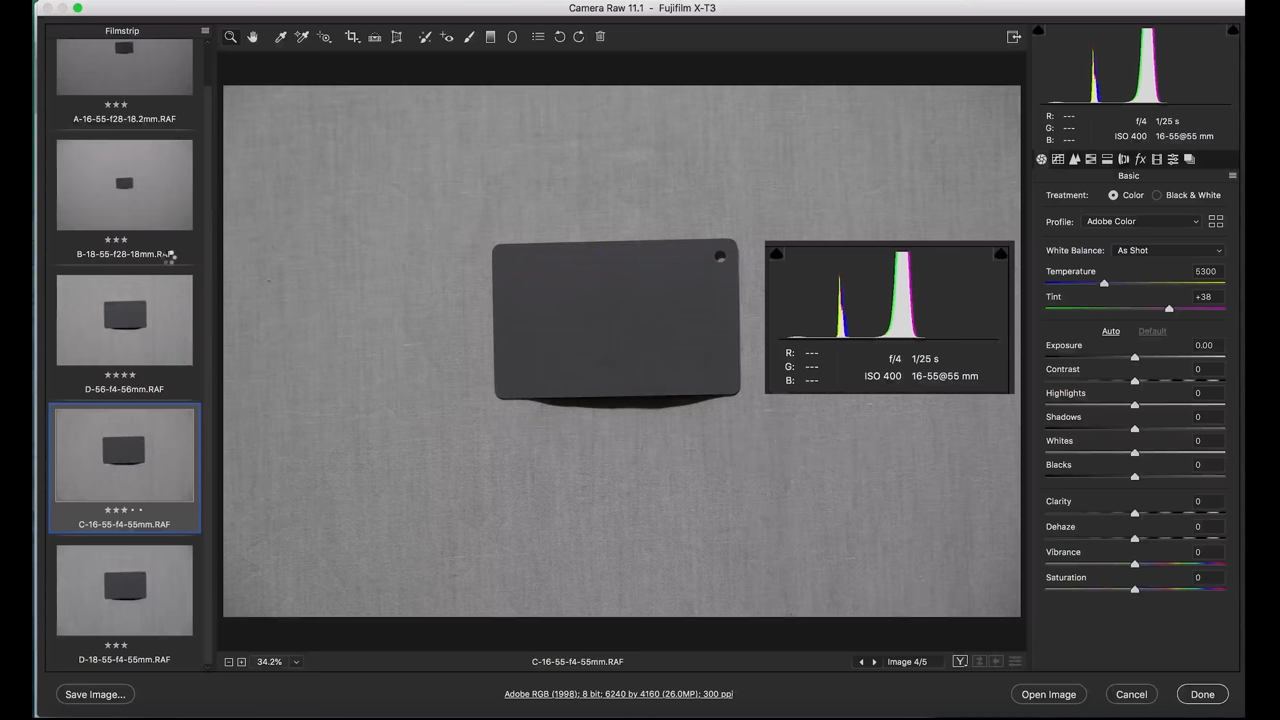 Camera Raw 11.1 - Fujifilm X-T3
Filmstrip
A-16-55-f28-18.2mm.RAF
B-18-55-f28-18mm.RAF
D-56-f4-56mm.RAF
C-16-55-f4-55mm.RAF
D-18-55-f4-55mm.RAF
R: ---
G: ---
B: ---
f/4 1/25 s
ISO 400 16-55@55 mm
34.2%
C-16-55-f4-55mm.RAF
Image 4/5
Y
R: ---
G: ---
B: ---
f/4 1/25 s
ISO 400 16-55@55 mm
fx
Basic
Treatment: Color Black & White
Profile: Adobe Color
White Balance: As Shot
Temperature 5300
Tint +38
Auto Default
Exposure 0.00
Contrast 0
Highlights 0
Shadows 0
Whites 0
Blacks 0
Clarity 0
Dehaze 0
Vibrance 0
Saturation 0
Save Image...
Adobe RGB (1998); 8 bit; 6240 by 4160 (26.0MP); 300 ppi
Open Image
Cancel
Done